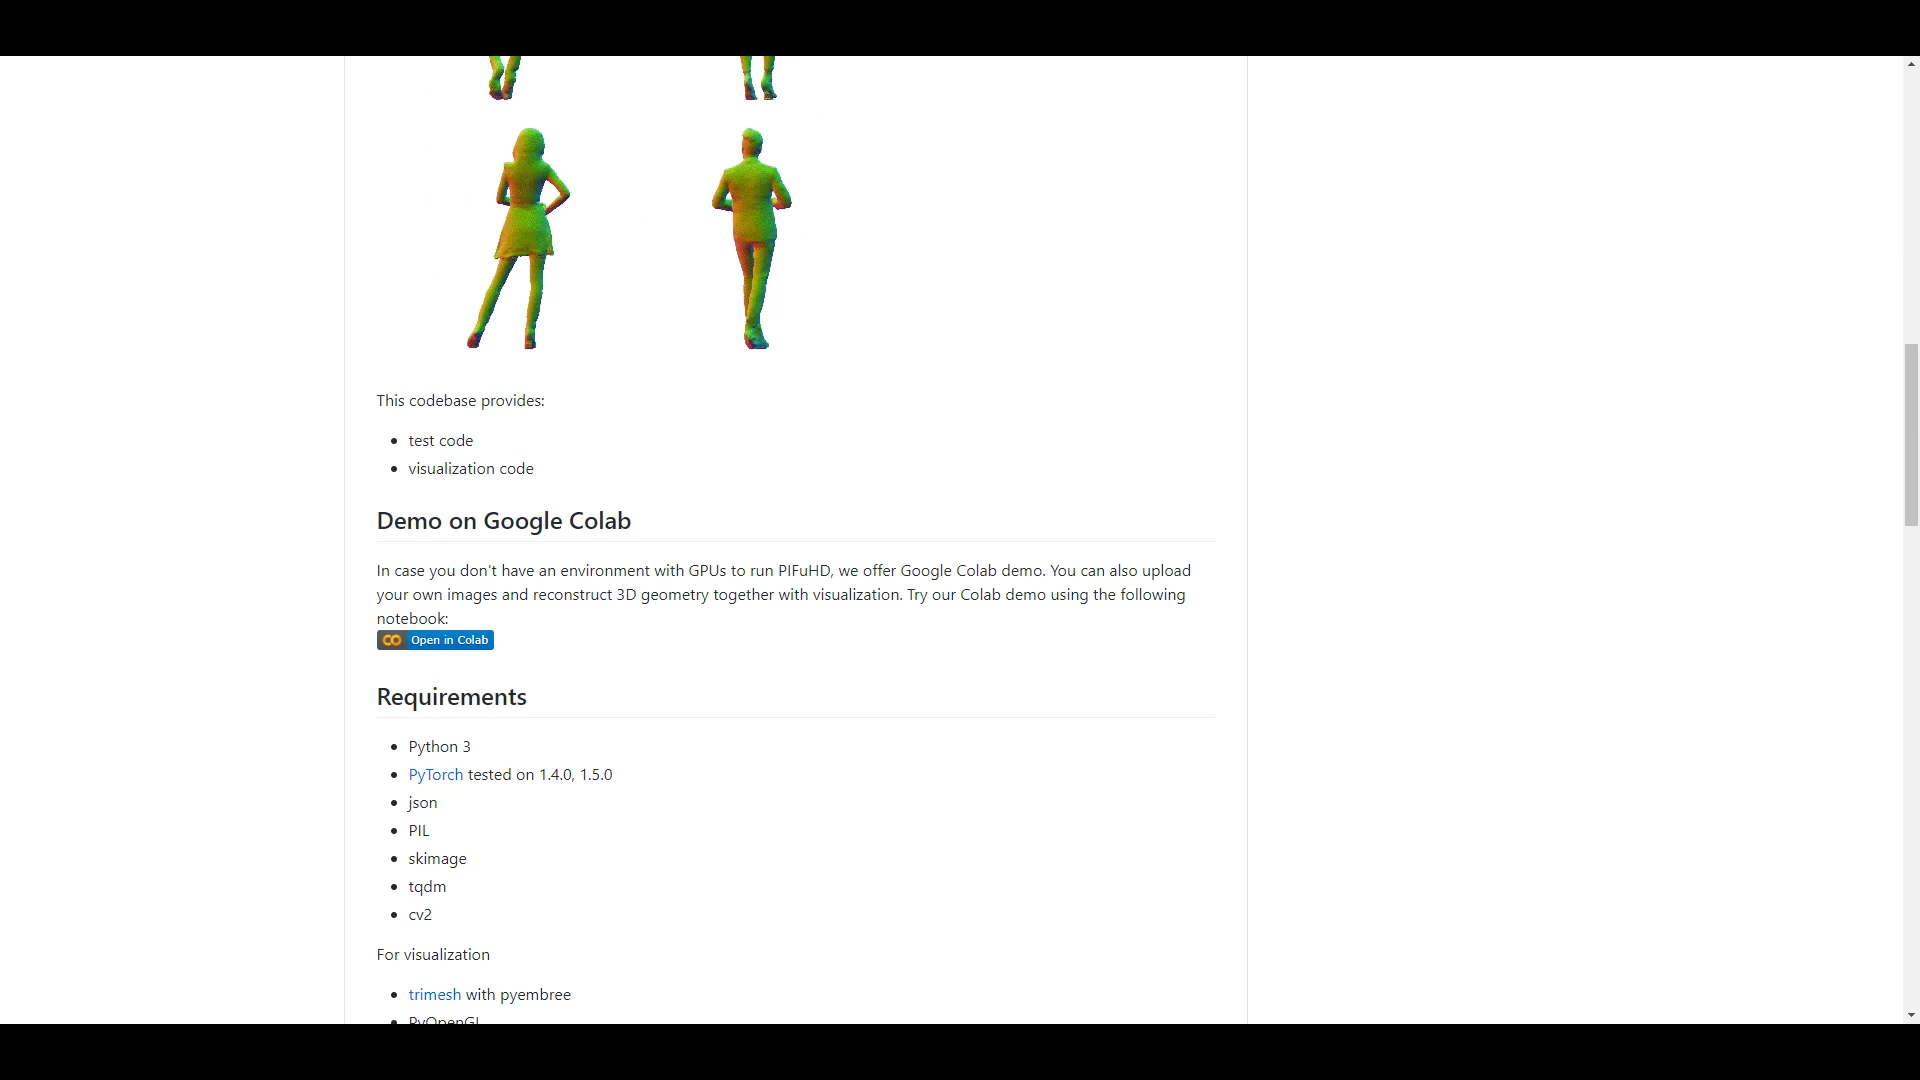 This codebase provides:
test code
visualization code
Demo on Google Colab
In case you don't have an environment with GPUs to run PIFuHD, we offer Google Colab demo. You can also upload
your own images and reconstruct 3D geometry together with visualization. Try our Colab demo using the following
notebook:
Open in Colab
Requirements
Python 3
PyTorch tested on 1.4.0, 1.5.0
json
PIL
skimage
tqdm
cv2
For visualization
trimesh with pyembree
PyOpenGL